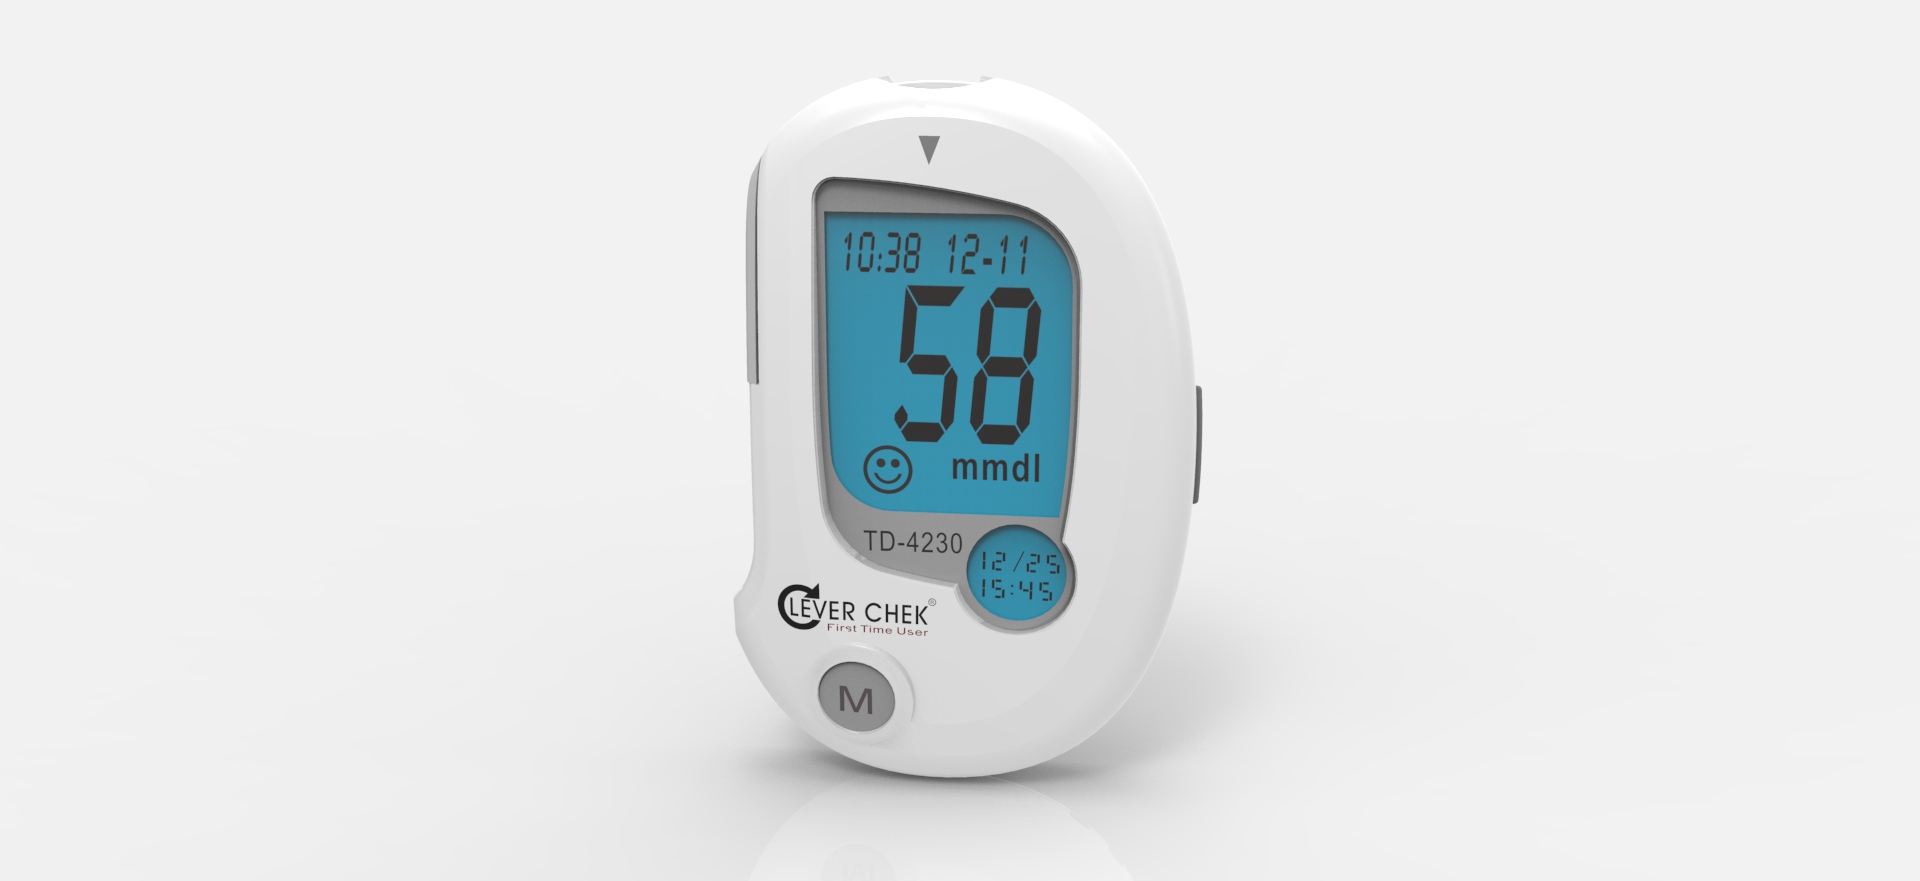 10:38 12-11
58
mmdl
TD-4230
12/25
15:45
CLEVER CHEK®
First Time User
M